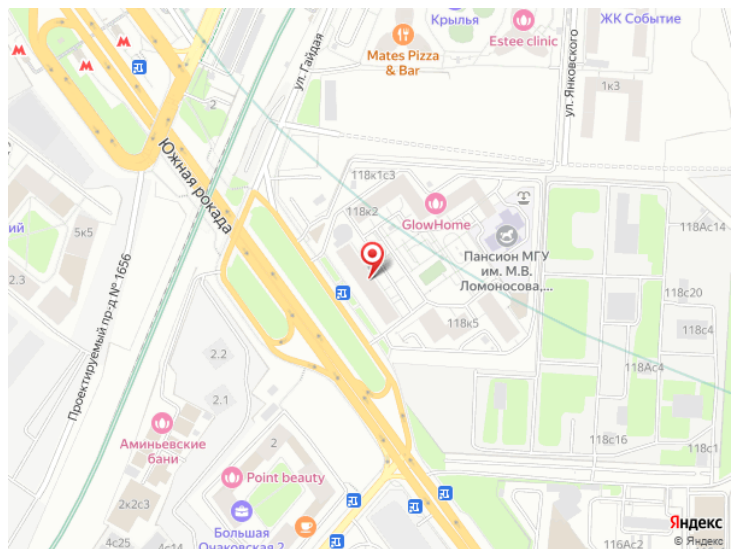 Крылья
ЖК Событие
Estee clinic
Mates Pizza
& Bar
ул. Гайдая
ул. Янковского
1к3
2
Южная рокада
118к1с3
118к2
GlowHome
Пансион МГУ
им. М.В.
Ломоносова,...
118Ас14
ий
5к5
2.3
Проектируемый пр-д № 1656
118с20
118к5
118с4
118Ас4
2.2
2.1
118с16
118с1
Аминьевские
бани
2
Point beauty
2к2с3
Большая
Очаковская 2
4с25
4с14
116Ас2
Яндекс
© Яндекс